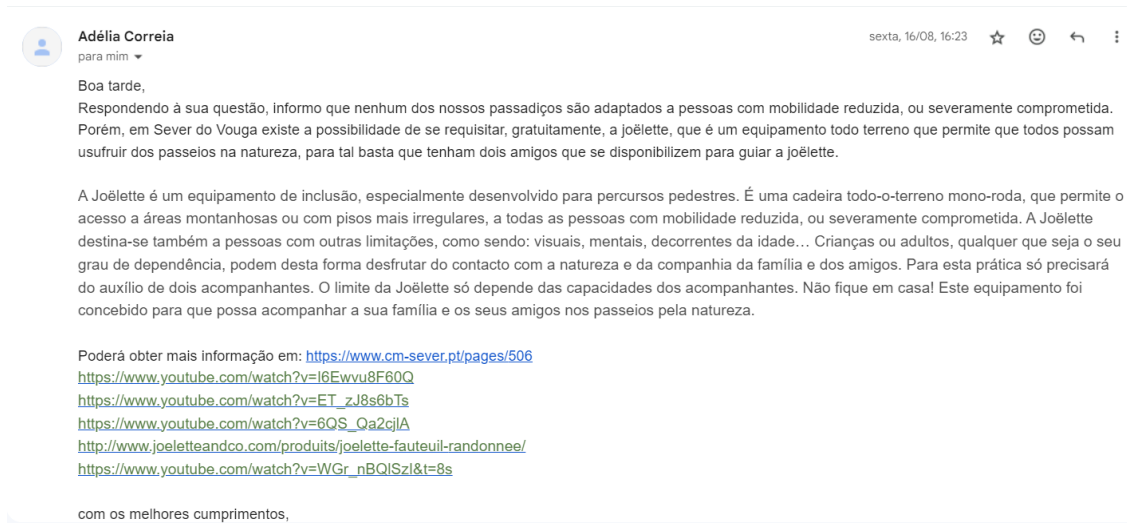 Adélia Correia
sexta, 16/08, 16:23
para mim
Boa tarde,
Respondendo à sua questão, informo que nenhum dos nossos passadiços são adaptados a pessoas com mobilidade reduzida, ou severamente comprometida.
Porém, em Sever do Vouga existe a possibilidade de se requisitar, gratuitamente, a joëlette, que é um equipamento todo terreno que permite que todos possam
usufruir dos passeios na natureza, para tal basta que tenham dois amigos que se disponibilizem para guiar a joëlette.
A Joëlette é um equipamento de inclusão, especialmente desenvolvido para percursos pedestres. É uma cadeira todo-o-terreno mono-roda, que permite o
acesso a áreas montanhosas ou com pisos mais irregulares, a todas as pessoas com mobilidade reduzida, ou severamente comprometida. A Joëlette
destina-se também a pessoas com outras limitações, como sendo: visuais, mentais, decorrentes da idade… Crianças ou adultos, qualquer que seja o seu
grau de dependência, podem desta forma desfrutar do contacto com a natureza e da companhia da família e dos amigos. Para esta prática só precisará
do auxílio de dois acompanhantes. O limite da Joëlette só depende das capacidades dos acompanhantes. Não fique em casa! Este equipamento foi
concebido para que possa acompanhar a sua família e os seus amigos nos passeios pela natureza.
Poderá obter mais informação em: https://www.cm-sever.pt/pages/506
https://www.youtube.com/watch?v=I6Ewvu8F60Q
https://www.youtube.com/watch?v=ET_zJ8s6bTs
https://www.youtube.com/watch?v=6QS_Qa2cjlA
http://www.joeletteandco.com/produits/joelette-fauteuil-randonnee/
https://www.youtube.com/watch?v=WGr_nBQlSzI&t=8s
com os melhores cumprimentos,